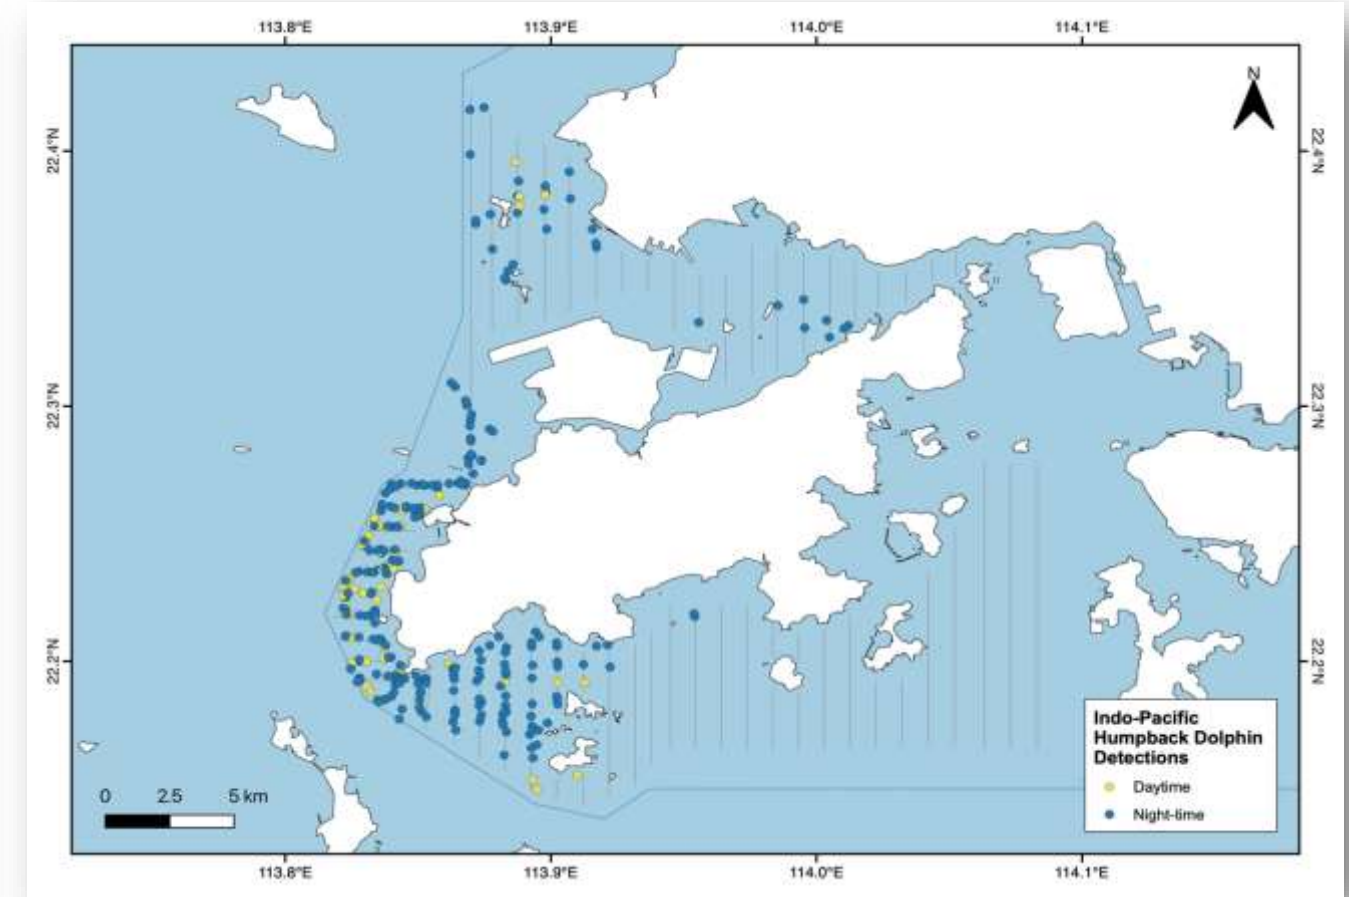 113.8°E 113.9°E 114.0°E 114.1°E
N
22.4°N 22.4°N
22.3°N 22.3°N
22.2°N 22.2°N
Indo-Pacific
Humpback Dolphin
Detections
Daytime
Night-time
0 2.5 5 km
113.8°E 113.9°E 114.0°E 114.1°E